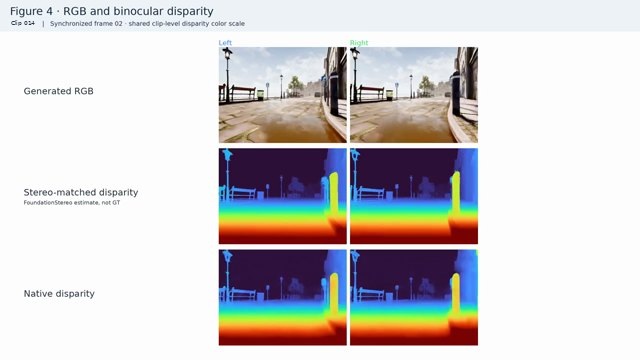 Figure 4 · RGB and binocular disparity
Clip 014 | Synchronized frame 02 · shared clip-level disparity color scale
Left Right
Generated RGB
Stereo-matched disparity
FoundationStereo estimate, not GT
Native disparity